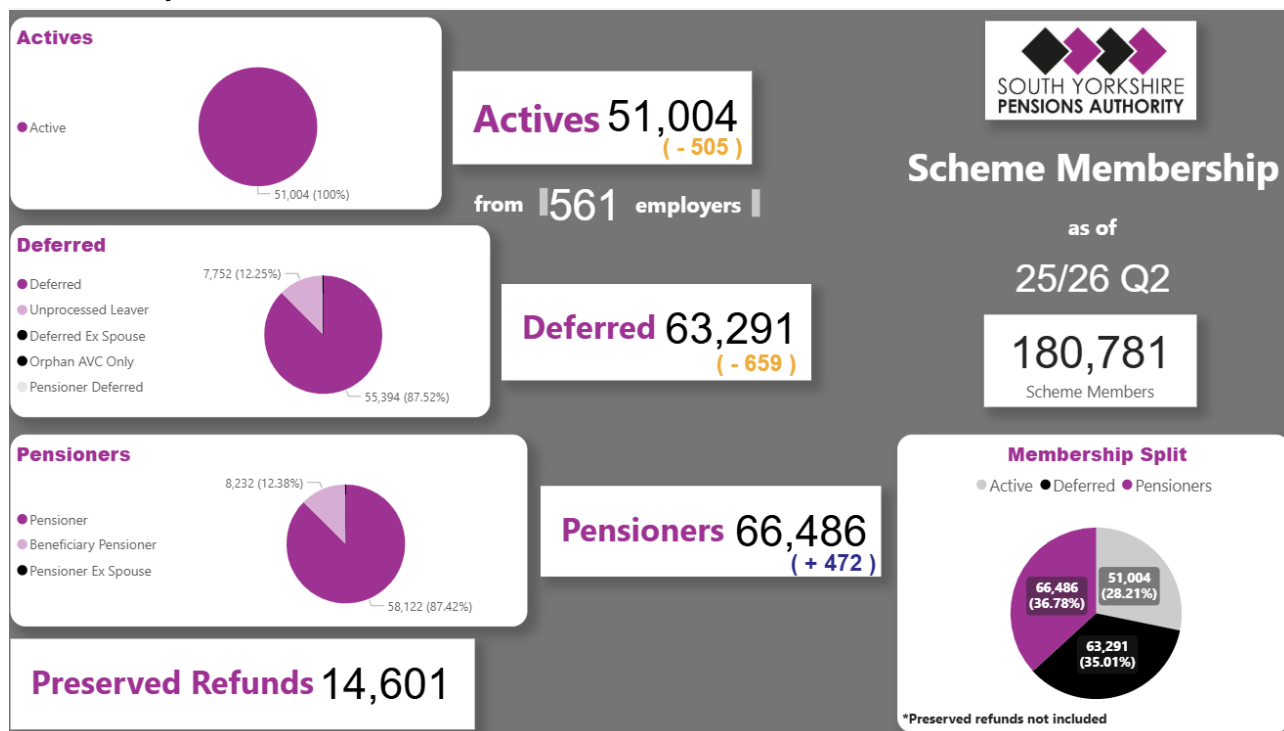 Actives
Active
51,004 (100%)
Actives 51,004
( - 505 )
from 561 employers
SOUTH YORKSHIRE
PENSIONS AUTHORITY
Scheme Membership
as of
25/26 Q2
180,781
Scheme Members
Deferred
Deferred
Unprocessed Leaver
Deferred Ex Spouse
Orphan AVC Only
Pensioner Deferred
7,752 (12.25%)
55,394 (87.52%)
Deferred 63,291
( - 659 )
Pensioners
Pensioner
Beneficiary Pensioner
Pensioner Ex Spouse
8,232 (12.38%)
58,122 (87.42%)
Pensioners 66,486
( + 472 )
Preserved Refunds 14,601
Membership Split
Active Deferred Pensioners
66,486
(36.78%)
51,004
(28.21%)
63,291
(35.01%)
*Preserved refunds not included